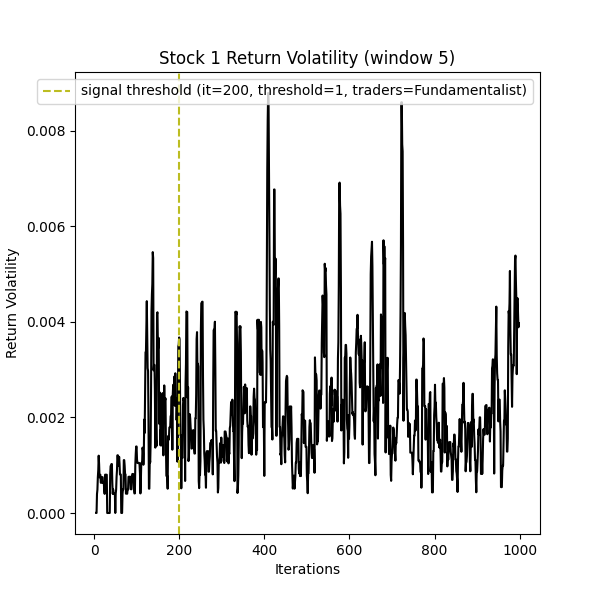 Stock 1 Return Volatility (window 5)
signal threshold (it=200, threshold=1, traders=Fundamentalist)
0.008
0.006
0.004
0.002
0.000
Return Volatility
0 200 400 600 800 1000
Iterations